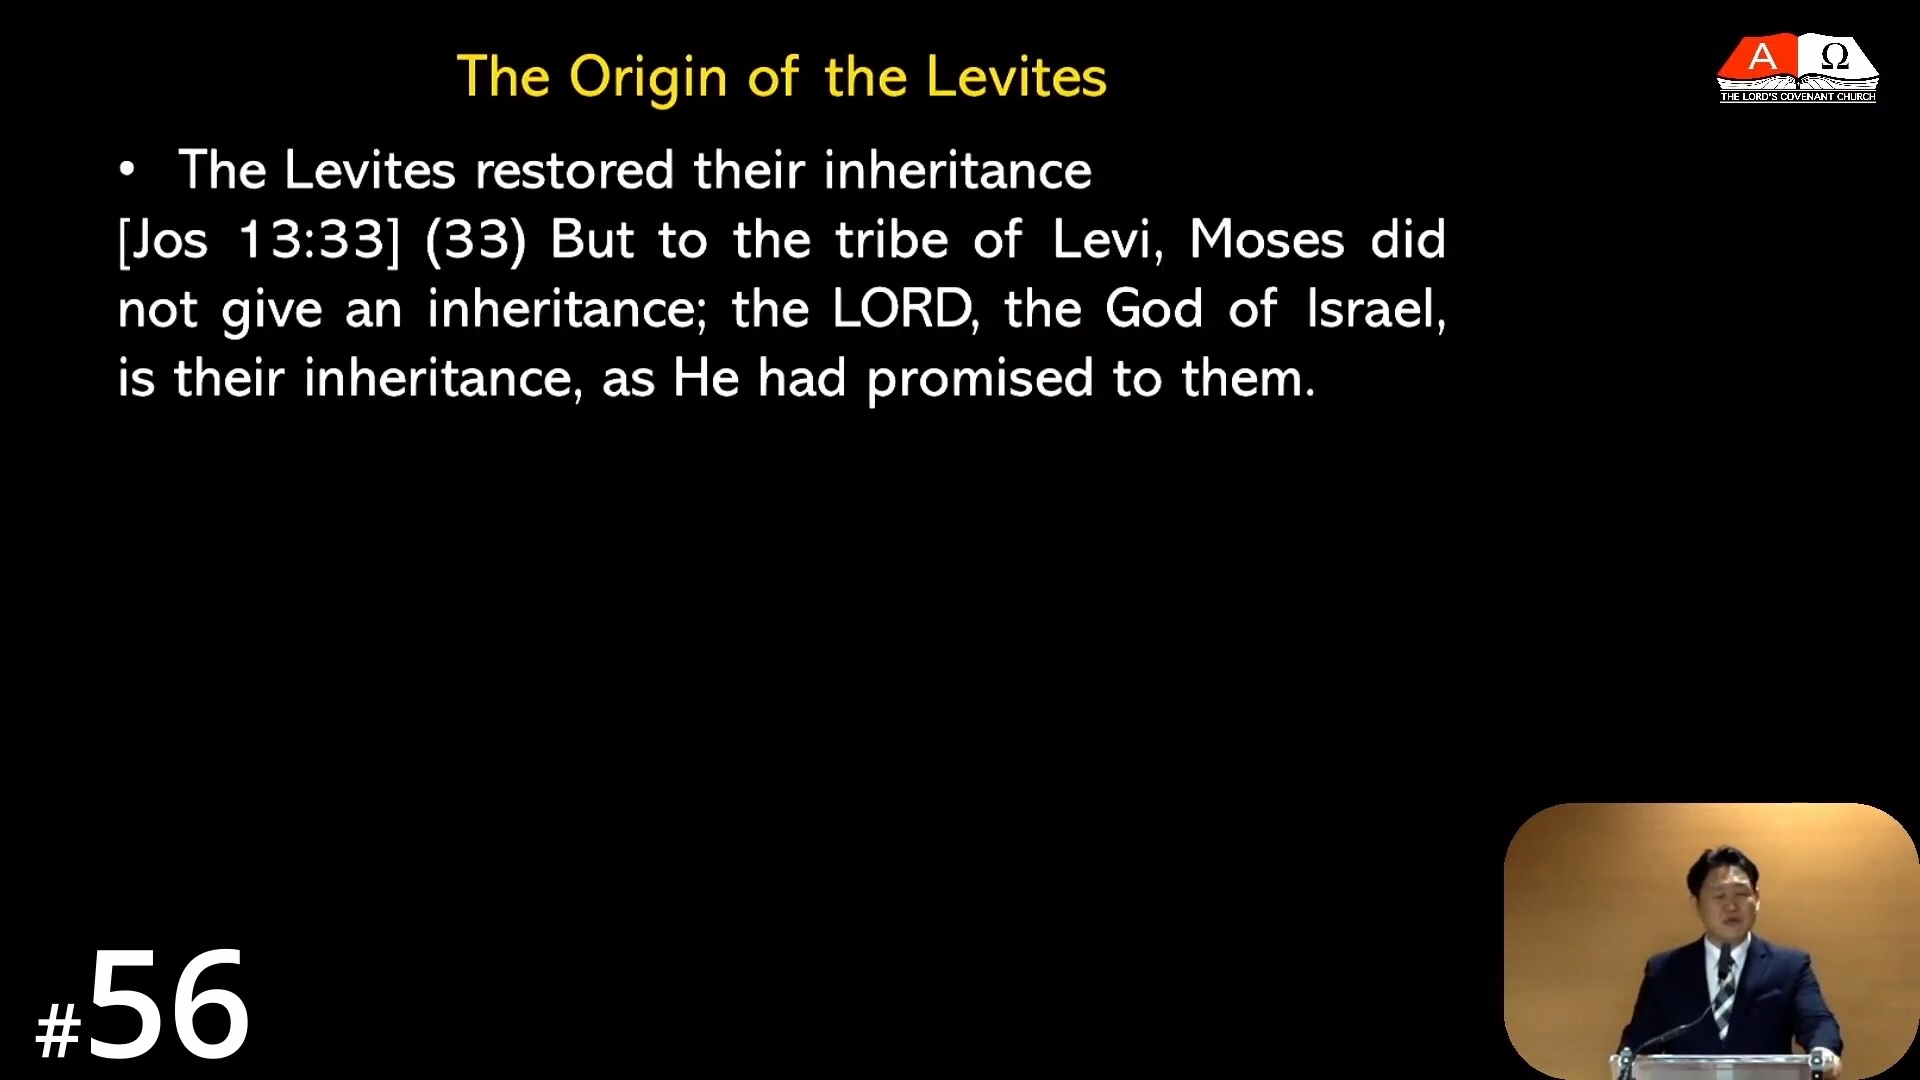 The Origin of the Levites
A Ω
THE LORD'S COVENANT CHURCH
• The Levites restored their inheritance
[Jos 13:33] (33) But to the tribe of Levi, Moses did
not give an inheritance; the LORD, the God of Israel,
is their inheritance, as He had promised to them.
#56